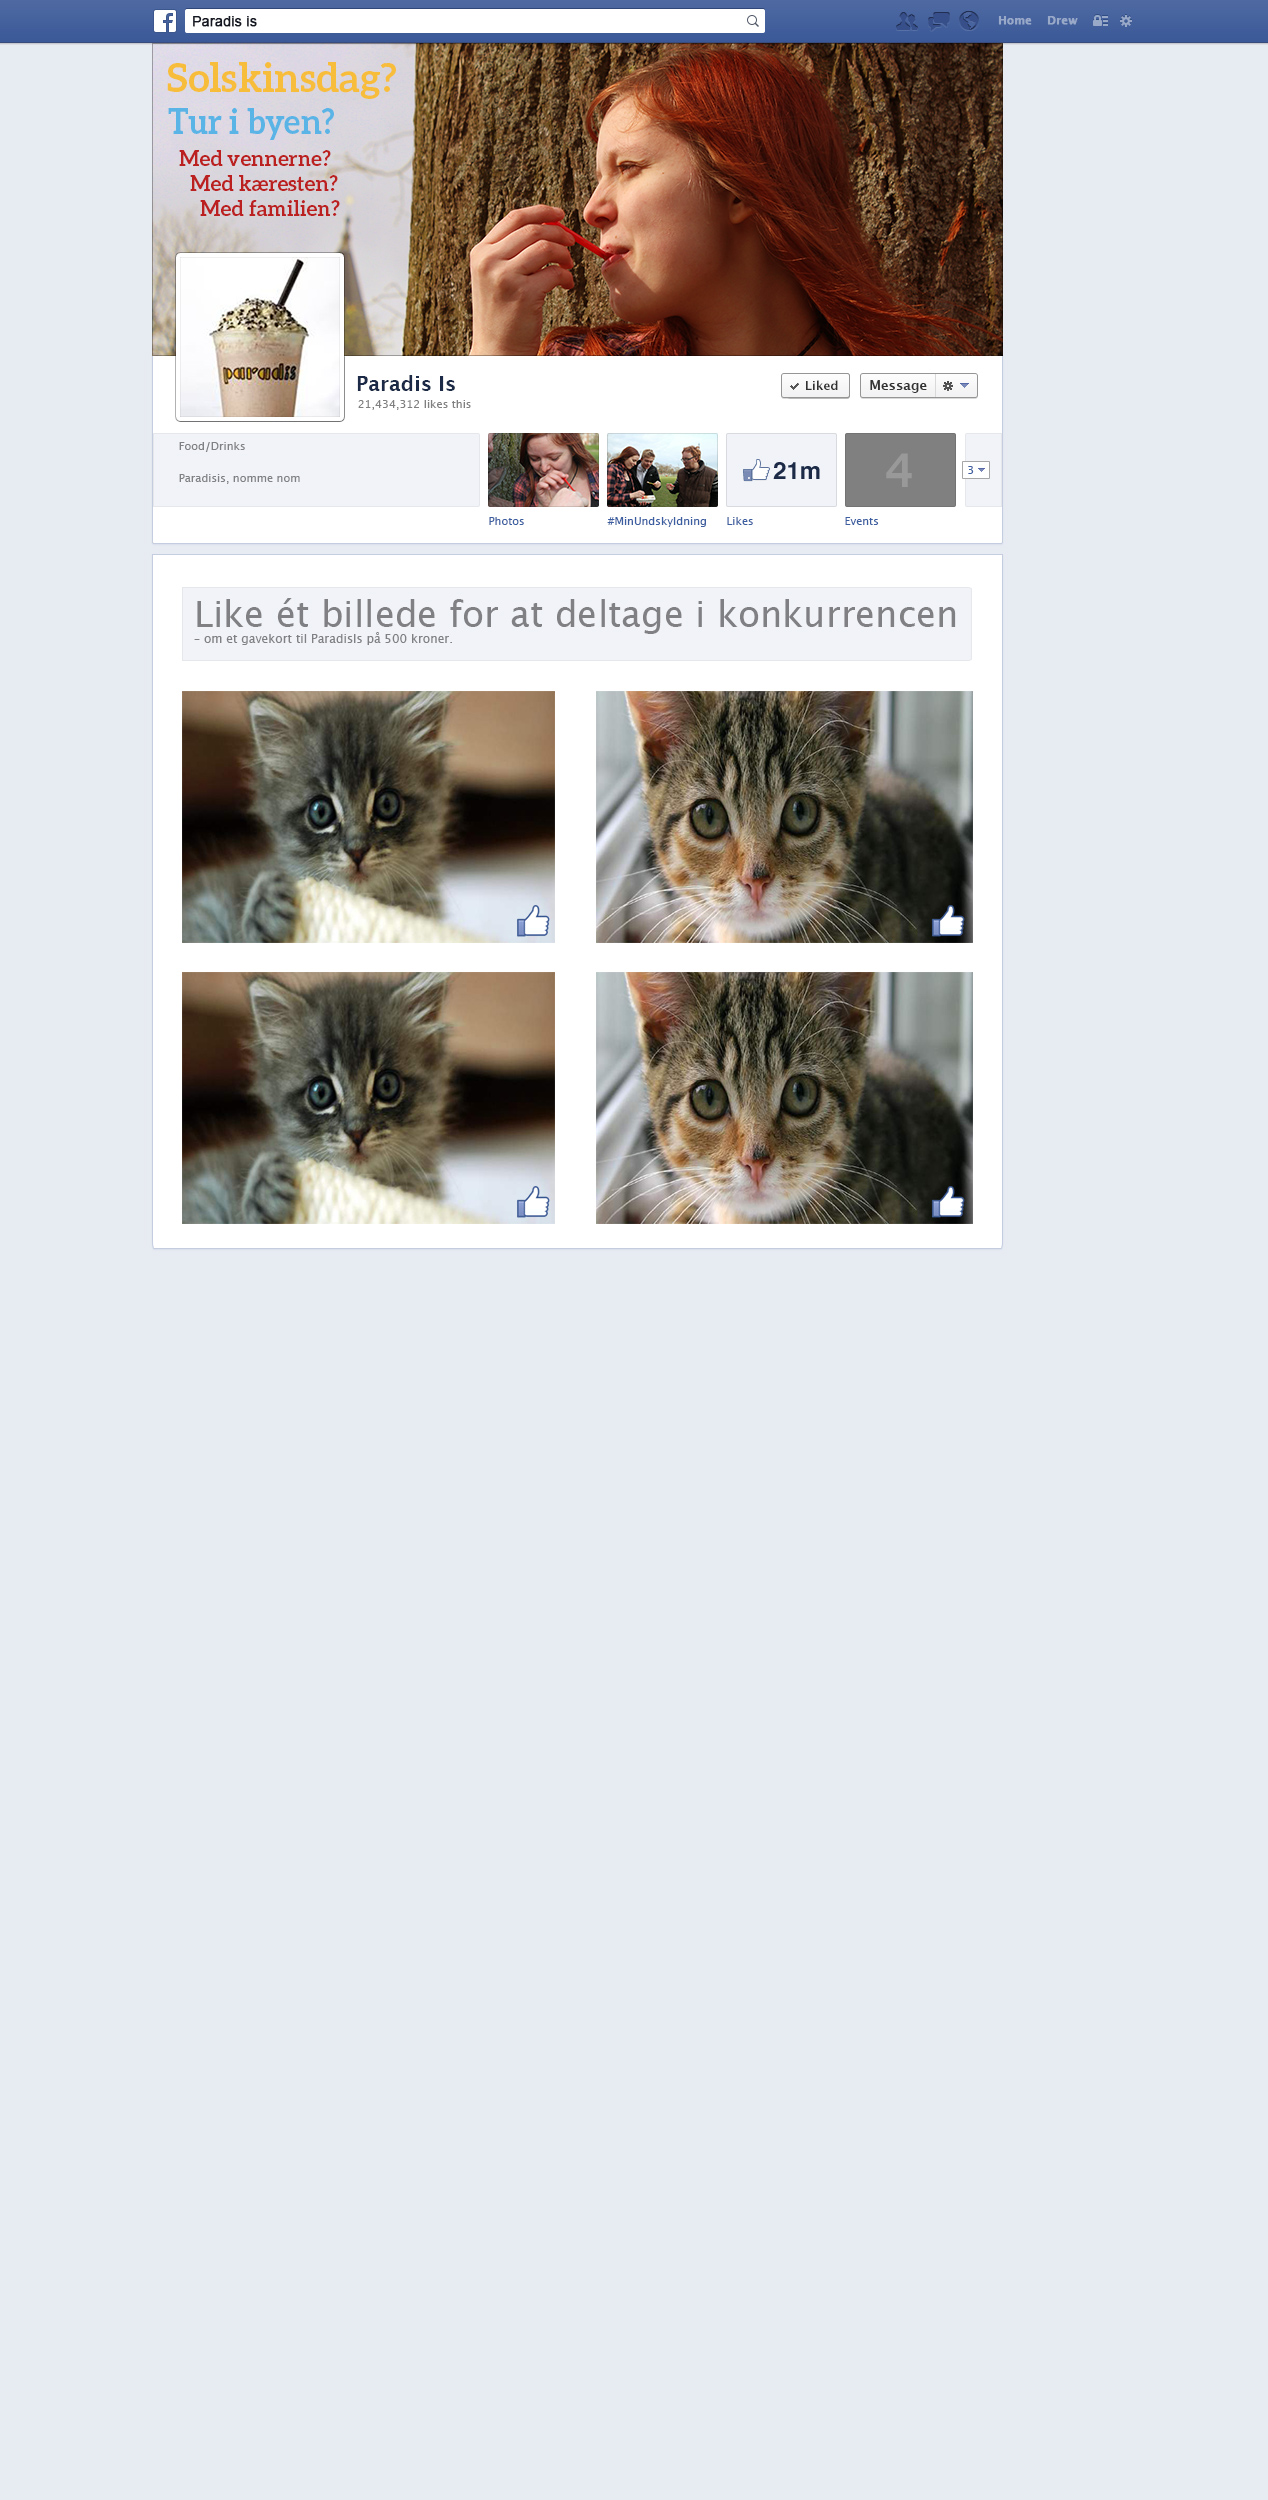 Paradis is
Home Drew
Solskinsdag?
Tur i byen?
Med vennerne?
Med kæresten?
Med familien?
paradis
Paradis Is
21,434,312 likes this
Liked
Message
Food/Drinks
Paradisis, nomme nom
21m
4
3
Photos
#MinUndskyldning
Likes
Events
Like ét billede for at deltage i konkurrencen
– om et gavekort til ParadisIs på 500 kroner.